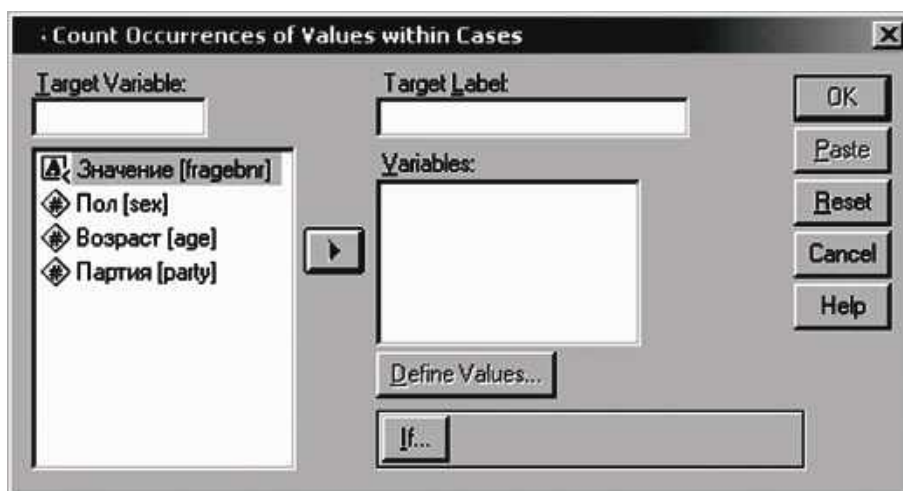 Count Occurrences of Values within Cases
Target Variable:
Target Label:
Значение [fragebnr]
Пол [sex]
Возраст [age]
Партия [party]
Variables:
Define Values...
If...
OK
Paste
Reset
Cancel
Help